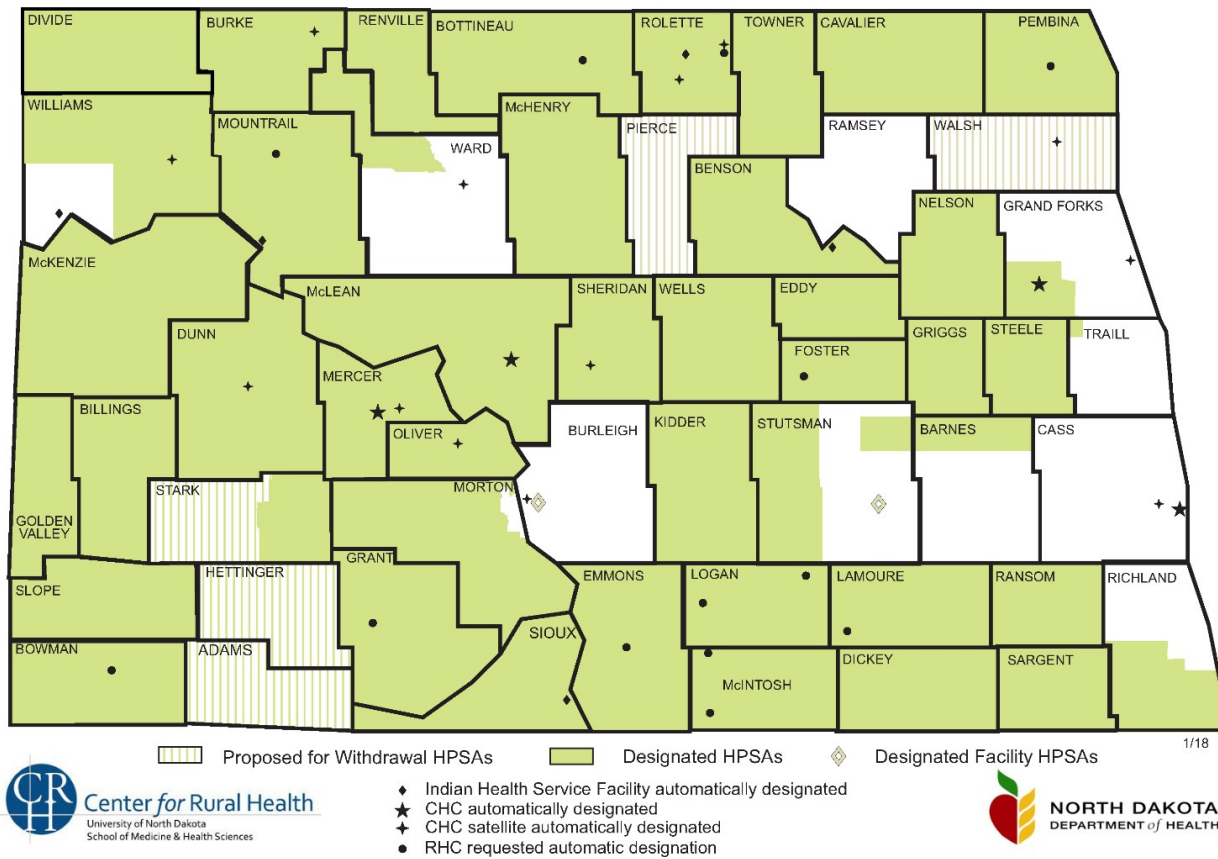 DIVIDE
BURKE
RENVILLE
BOTTINEAU
ROLETTE
TOWNER
CAVALIER
PEMBINA
WILLIAMS
MOUNTRAIL
McHENRY
PIERCE
RAMSEY
WALSH
WARD
BENSON
NELSON
GRAND FORKS
McKENZIE
McLEAN
SHERIDAN
WELLS
EDDY
DUNN
GRIGGS
STEELE
TRAILL
FOSTER
MERCER
BILLINGS
OLIVER
BURLEIGH
KIDDER
STUTSMAN
BARNES
CASS
STARK
MORTON
GOLDEN
VALLEY
GRANT
HETTINGER
EMMONS
LOGAN
LAMOURE
RANSOM
RICHLAND
SLOPE
SIOUX
BOWMAN
ADAMS
McINTOSH
DICKEY
SARGENT
1/18
Proposed for Withdrawal HPSAs
Designated HPSAs
Designated Facility HPSAs
Indian Health Service Facility automatically designated
CHC automatically designated
CHC satellite automatically designated
RHC requested automatic designation
CRH
Center for Rural Health
University of North Dakota
School of Medicine & Health Sciences
NORTH DAKOTA
DEPARTMENT of HEALTH